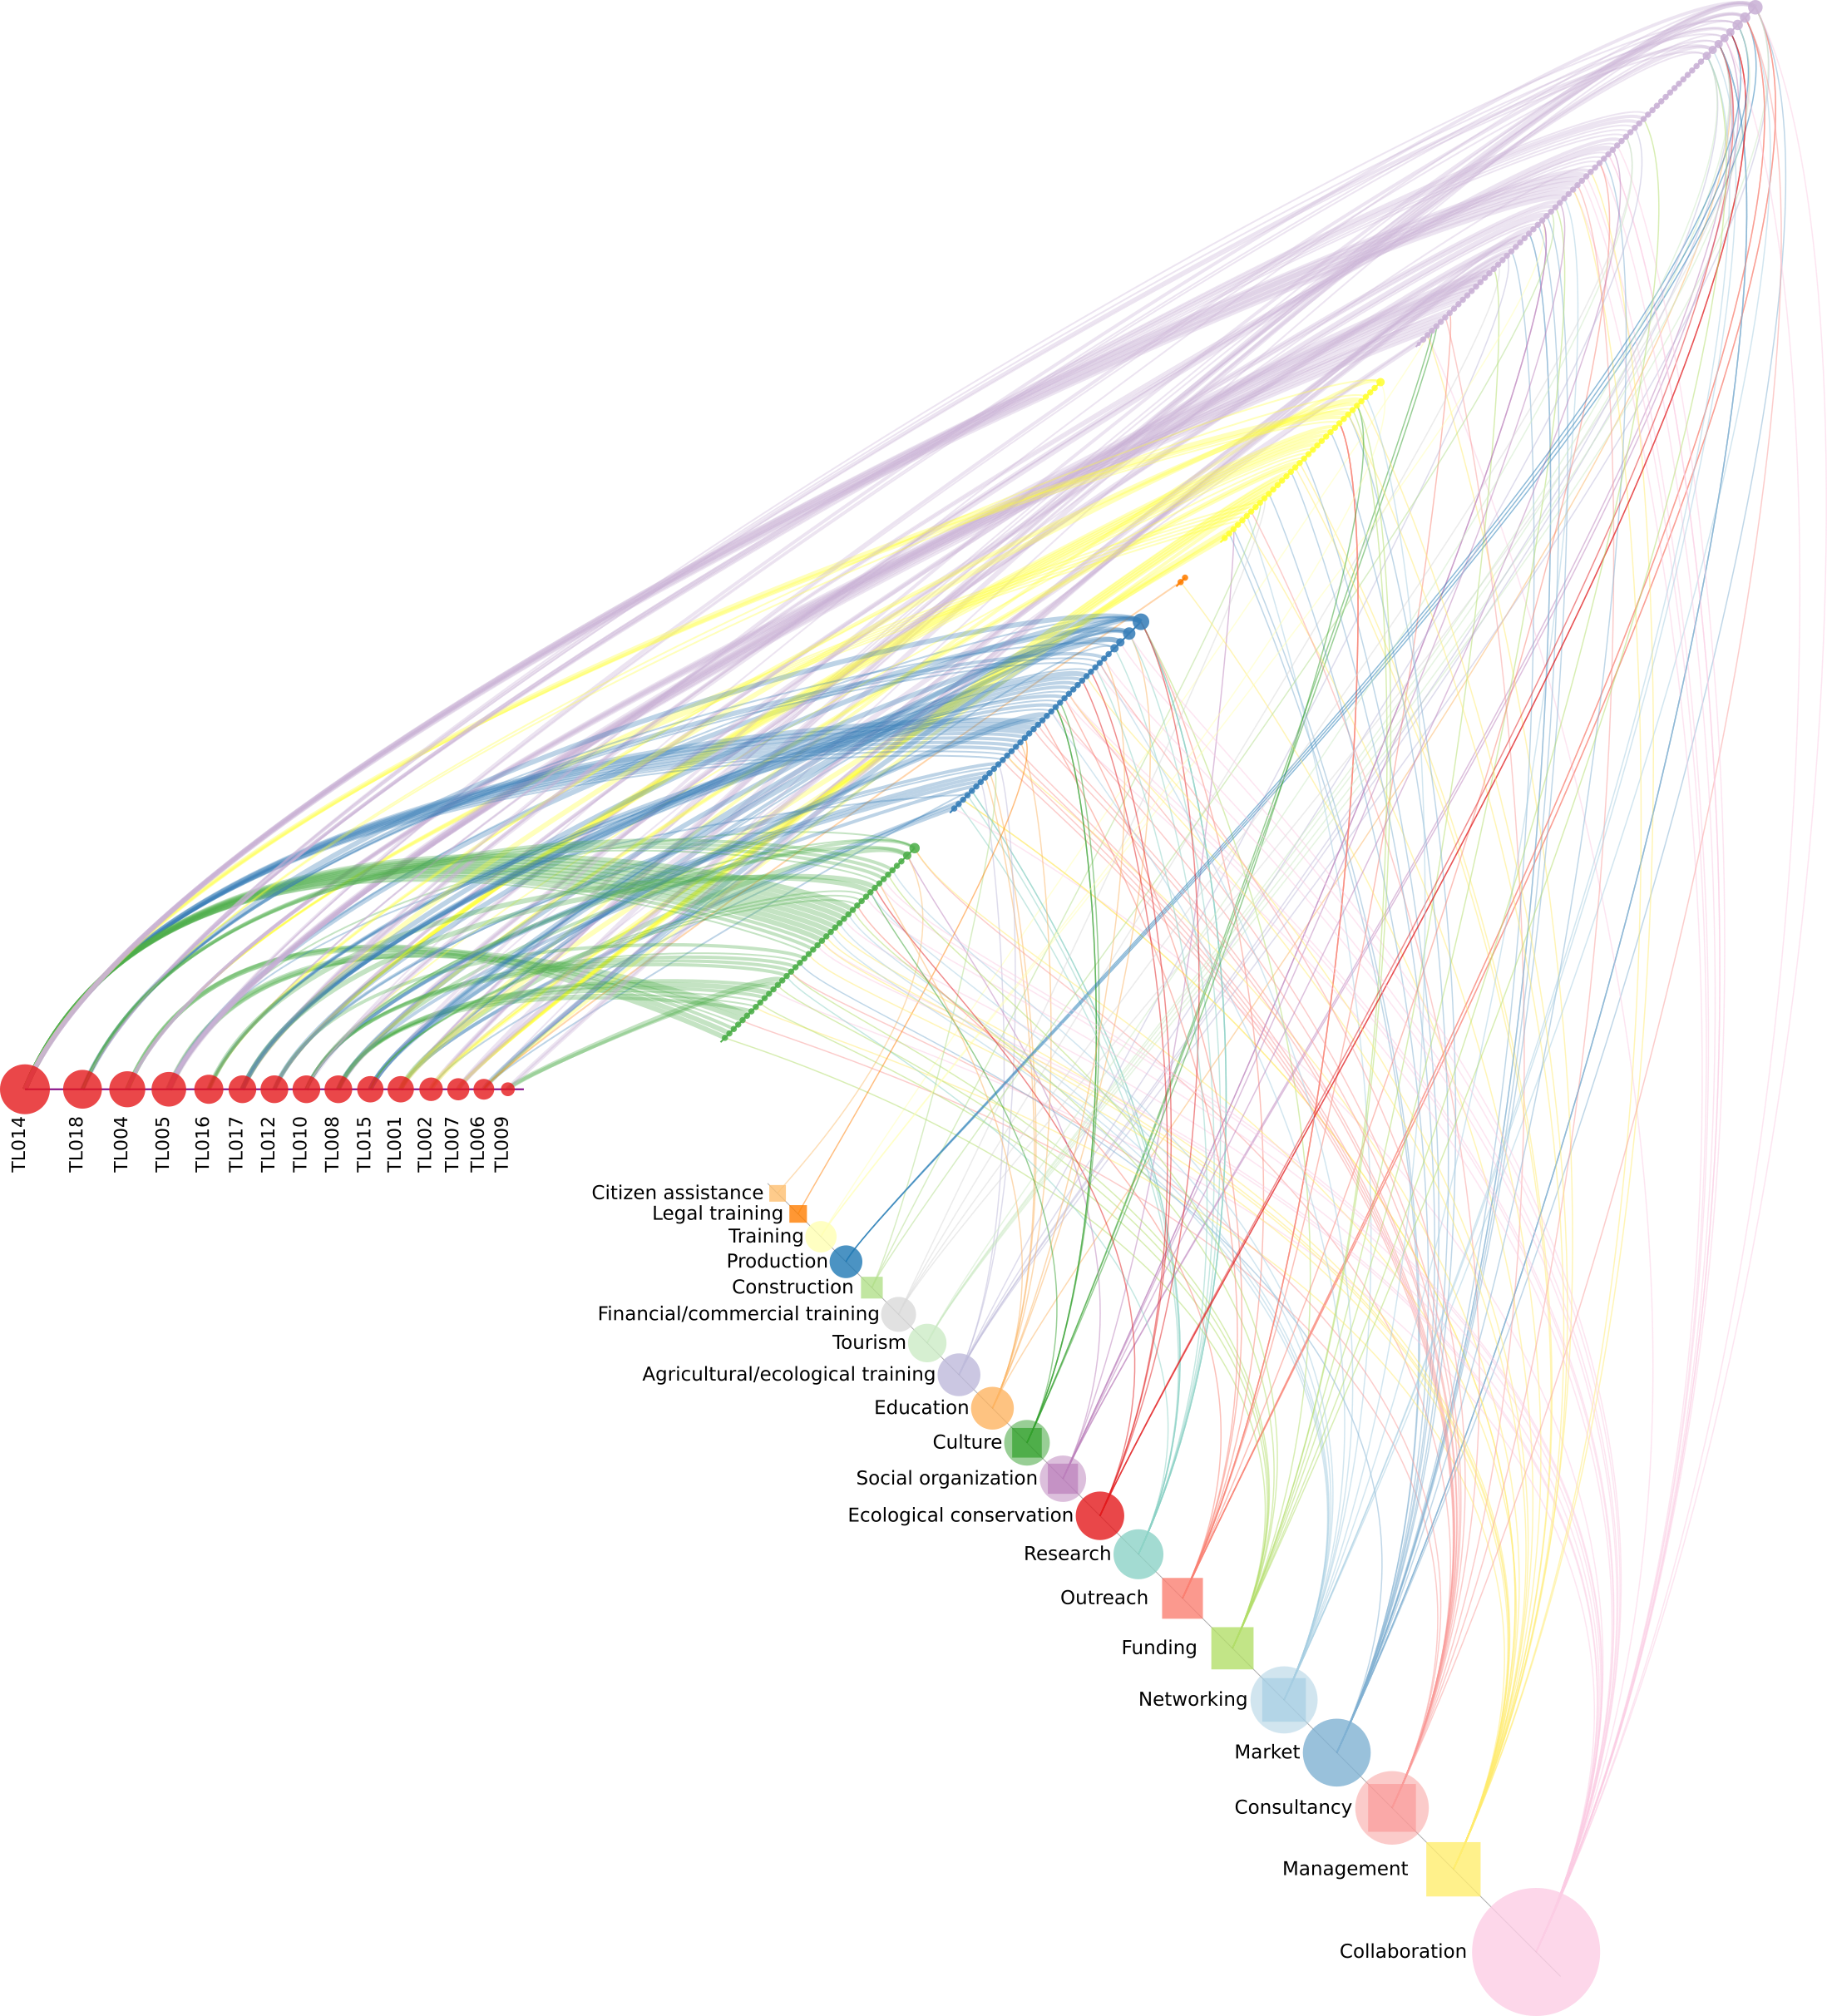 TL014
TL018
TL004
TL005
TL016
TL017
TL012
TL010
TL008
TL015
TL001
TL002
TL007
TL006
TL009
Citizen assistance
Legal training
Training
Production
Construction
Financial/commercial training
Tourism
Agricultural/ecological training
Education
Culture
Social organization
Ecological conservation
Research
Outreach
Funding
Networking
Market
Consultancy
Management
Collaboration